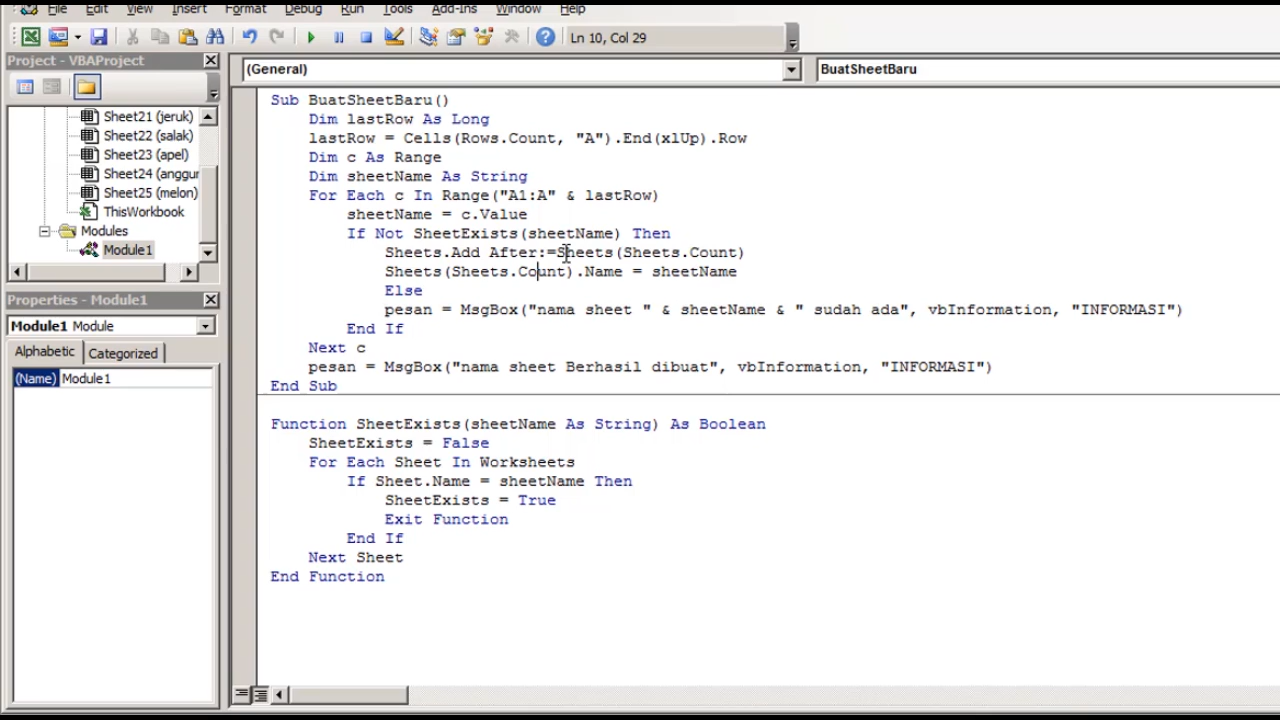 File Edit View Insert Format Debug Run Tools Add-Ins Window Help
Ln 10, Col 29
Project - VBAProject
Sheet21 (jeruk)
Sheet22 (salak)
Sheet23 (apel)
Sheet24 (anggur
Sheet25 (melon)
ThisWorkbook
Modules
Module1
Properties - Module1
Module1 Module
Alphabetic Categorized
(Name) Module1
(General) BuatSheetBaru
Sub BuatSheetBaru()
Dim lastRow As Long
lastRow = Cells(Rows.Count, "A").End(xlUp).Row
Dim c As Range
Dim sheetName As String
For Each c In Range("A1:A" & lastRow)
sheetName = c.Value
If Not SheetExists(sheetName) Then
Sheets.Add After:=Sheets(Sheets.Count)
Sheets(Sheets.Count).Name = sheetName
Else
pesan = MsgBox("nama sheet " & sheetName & " sudah ada", vbInformation, "INFORMASI")
End If
Next c
pesan = MsgBox("nama sheet Berhasil dibuat", vbInformation, "INFORMASI")
End Sub
Function SheetExists(sheetName As String) As Boolean
SheetExists = False
For Each Sheet In Worksheets
If Sheet.Name = sheetName Then
SheetExists = True
Exit Function
End If
Next Sheet
End Function